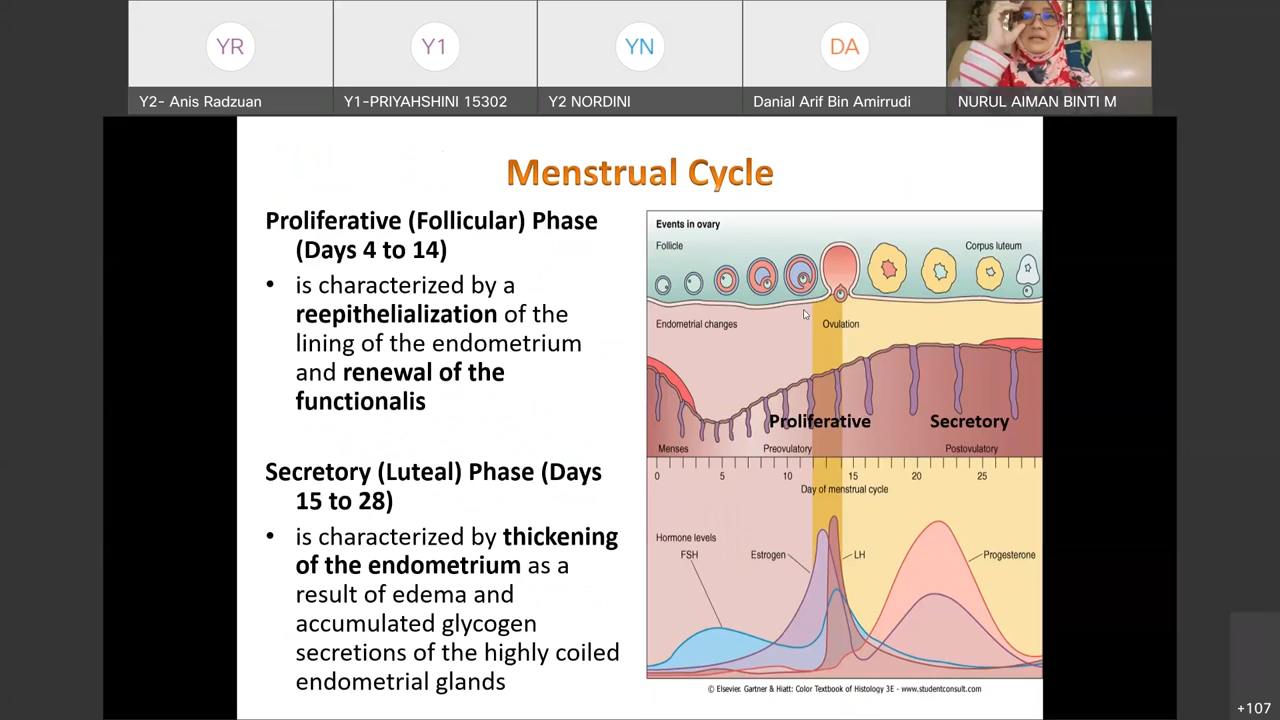 YR
Y1
YN
DA
Y2- Anis Radzuan
Y1-PRIYAHSHINI 15302
Y2 NORDINI
Danial Arif Bin Amirrudi
NURUL AIMAN BINTI M
Menstrual Cycle
Proliferative (Follicular) Phase
(Days 4 to 14)
• is characterized by a
reepithelialization of the
lining of the endometrium
and renewal of the
functionalis
Secretory (Luteal) Phase (Days
15 to 28)
• is characterized by thickening
of the endometrium as a
result of edema and
accumulated glycogen
secretions of the highly coiled
endometrial glands
Events in ovary
Follicle
Corpus luteum
Endometrial changes
Ovulation
Proliferative
Secretory
Menses
Preovulatory
Postovulatory
0 5 10 15 20 25
Day of menstrual cycle
Hormone levels
FSH
Estrogen
LH
Progesterone
© Elsevier. Gartner & Hiatt: Color Textbook of Histology 3E - www.studentconsult.com
+107